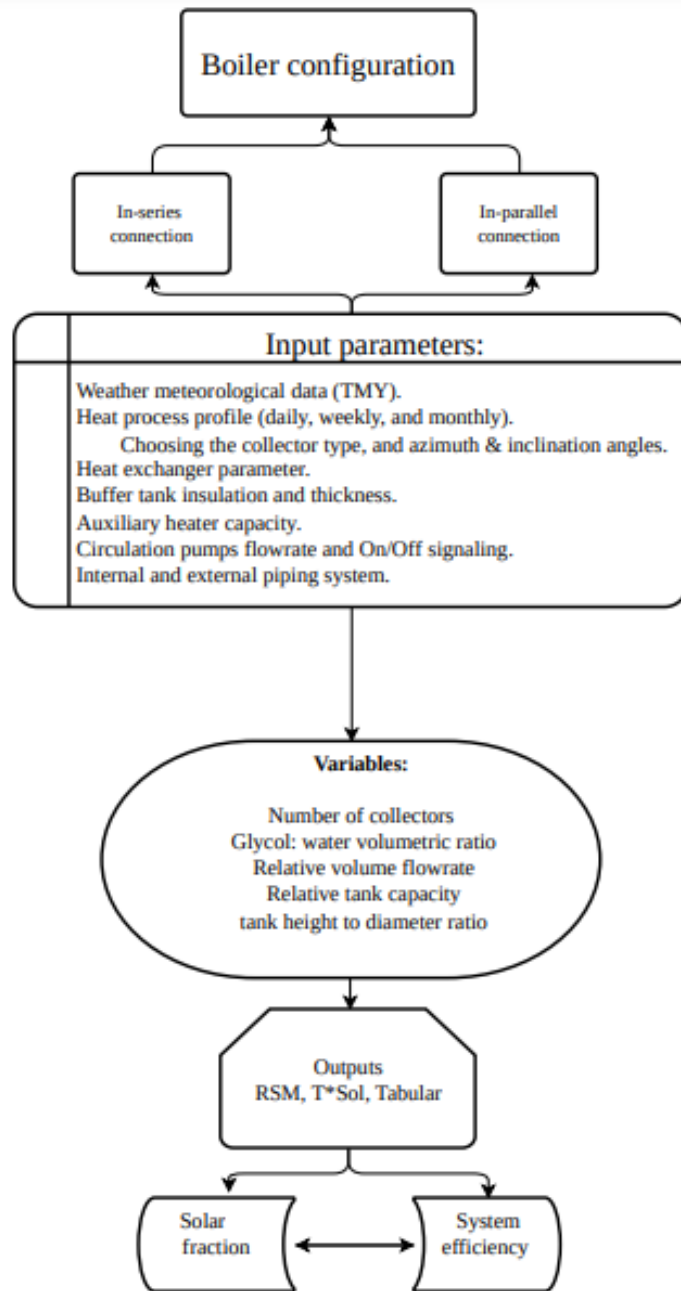 Boiler configuration
In-series
connection
In-parallel
connection
Input parameters:
Weather meteorological data (TMY).
Heat process profile (daily, weekly, and monthly).
Choosing the collector type, and azimuth & inclination angles.
Heat exchanger parameter.
Buffer tank insulation and thickness.
Auxiliary heater capacity.
Circulation pumps flowrate and On/Off signaling.
Internal and external piping system.
Variables:
Number of collectors
Glycol: water volumetric ratio
Relative volume flowrate
Relative tank capacity
tank height to diameter ratio
Outputs
RSM, T*Sol, Tabular
Solar
fraction
System
efficiency